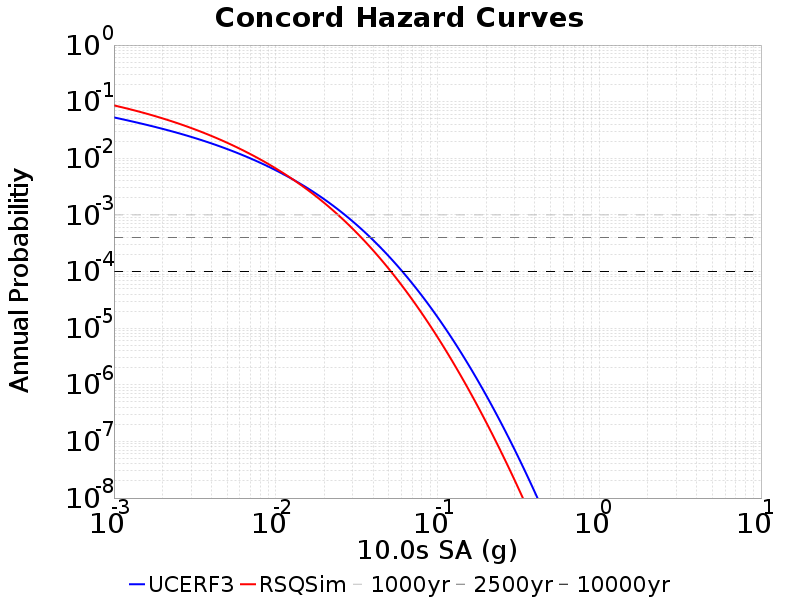 Concord Hazard Curves
10^0
10^-1
10^-2
10^-3
10^-4
10^-5
10^-6
10^-7
10^-8
Annual Probabilitiy
10^-3 10^-2 10^-1 10^0 10^1
10.0s SA (g)
UCERF3 RSQSim 1000yr 2500yr 10000yr